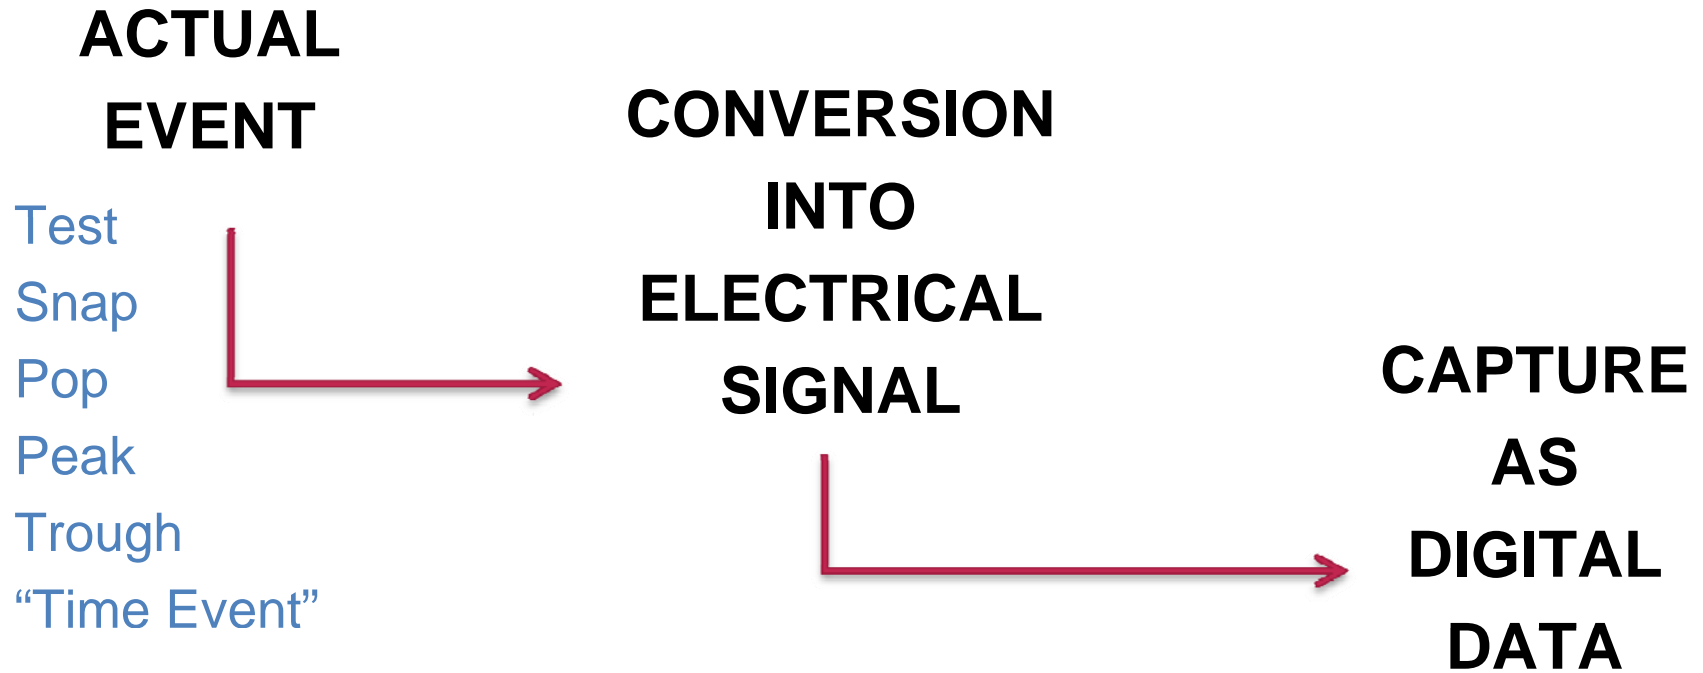 ACTUAL
EVENT
Test
Snap
Pop
Peak
Trough
“Time Event”
CONVERSION
INTO
ELECTRICAL
SIGNAL
CAPTURE
AS
DIGITAL
DATA